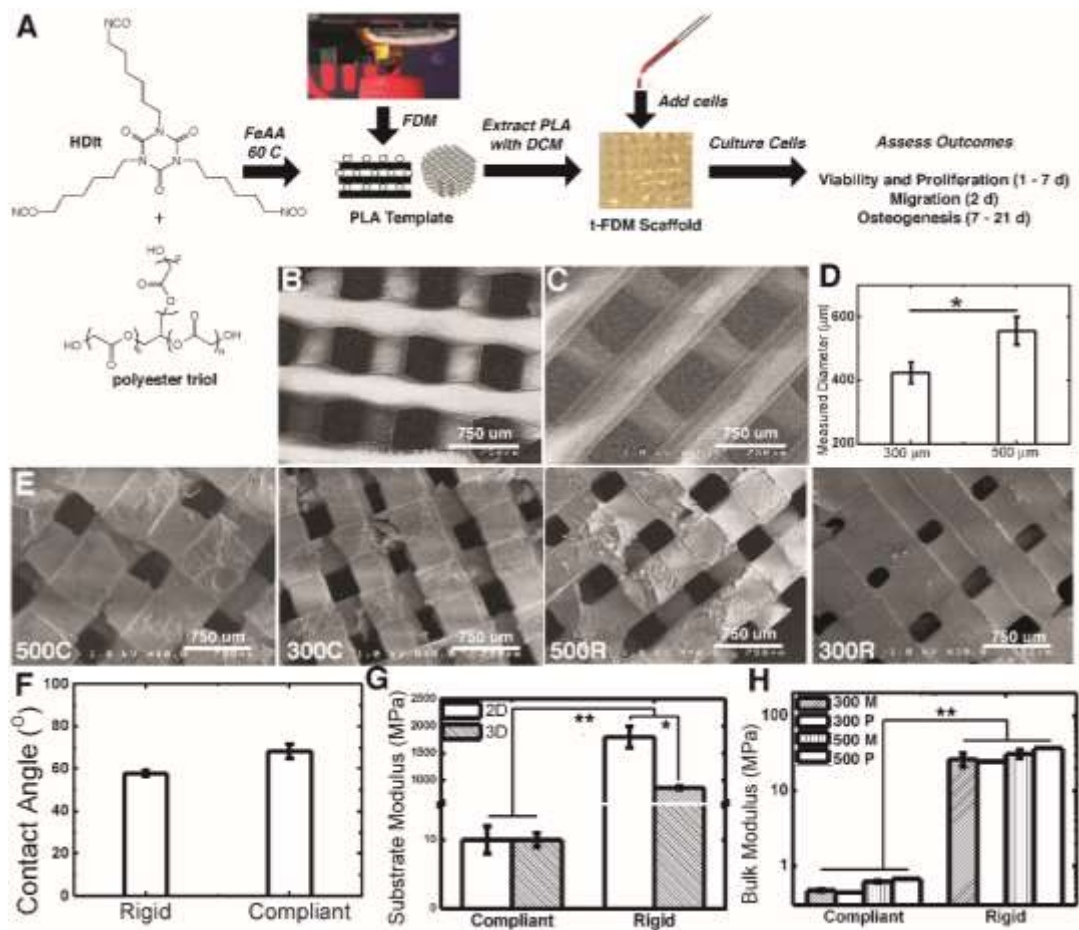 A
NCO
HDIt
OCN
NCO
+
HO
polyester triol
FeAA
60 C
FDM
PLA Template
Extract PLA
with DCM
Add cells
t-FDM Scaffold
Culture Cells
Assess Outcomes
Viability and Proliferation (1 - 7 d)
Migration (2 d)
Osteogenesis (7 - 21 d)
B
750 um
C
750 um
D
Measured Diameter (μm)
600
400
200
*
300 μm
500 μm
E
500C
750 um
300C
750 um
500R
750 um
300R
750 um
F
Contact Angle (°)
100
80
60
40
20
0
Rigid
Compliant
G
Substrate Modulus (MPa)
2500
2000
1500
1000
10
0
2D
3D
**
*
Compliant
Rigid
H
Bulk Modulus (MPa)
100
10
1
300 M
300 P
500 M
500 P
**
Compliant
Rigid